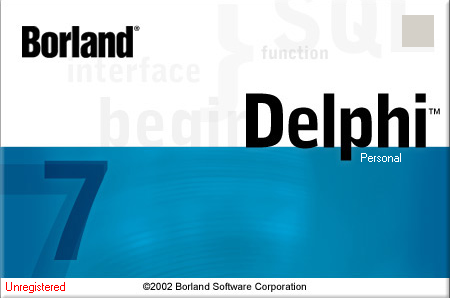 Borland®
SQL
function
interface
begin
Delphi™
Personal
7
Unregistered
©2002 Borland Software Corporation